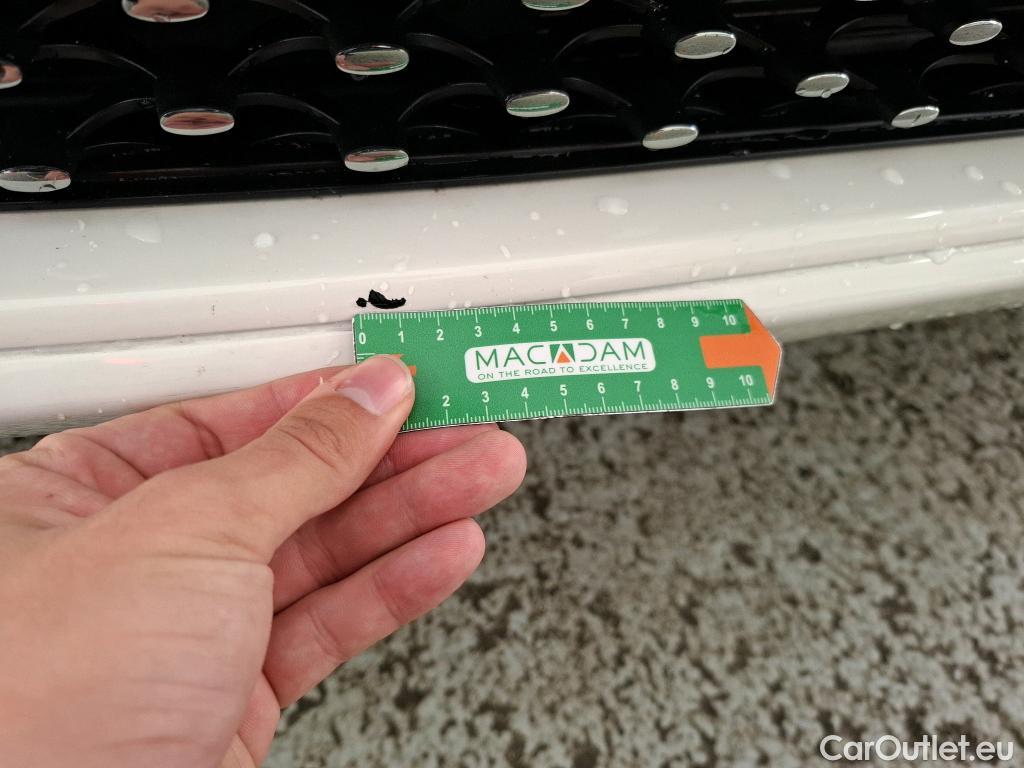 0 1 2 3 4 5 6 7 8 9 10
MACADAM
ON THE ROAD TO EXCELLENCE
2 3 4 5 6 7 8 9 10
CarOutlet.eu